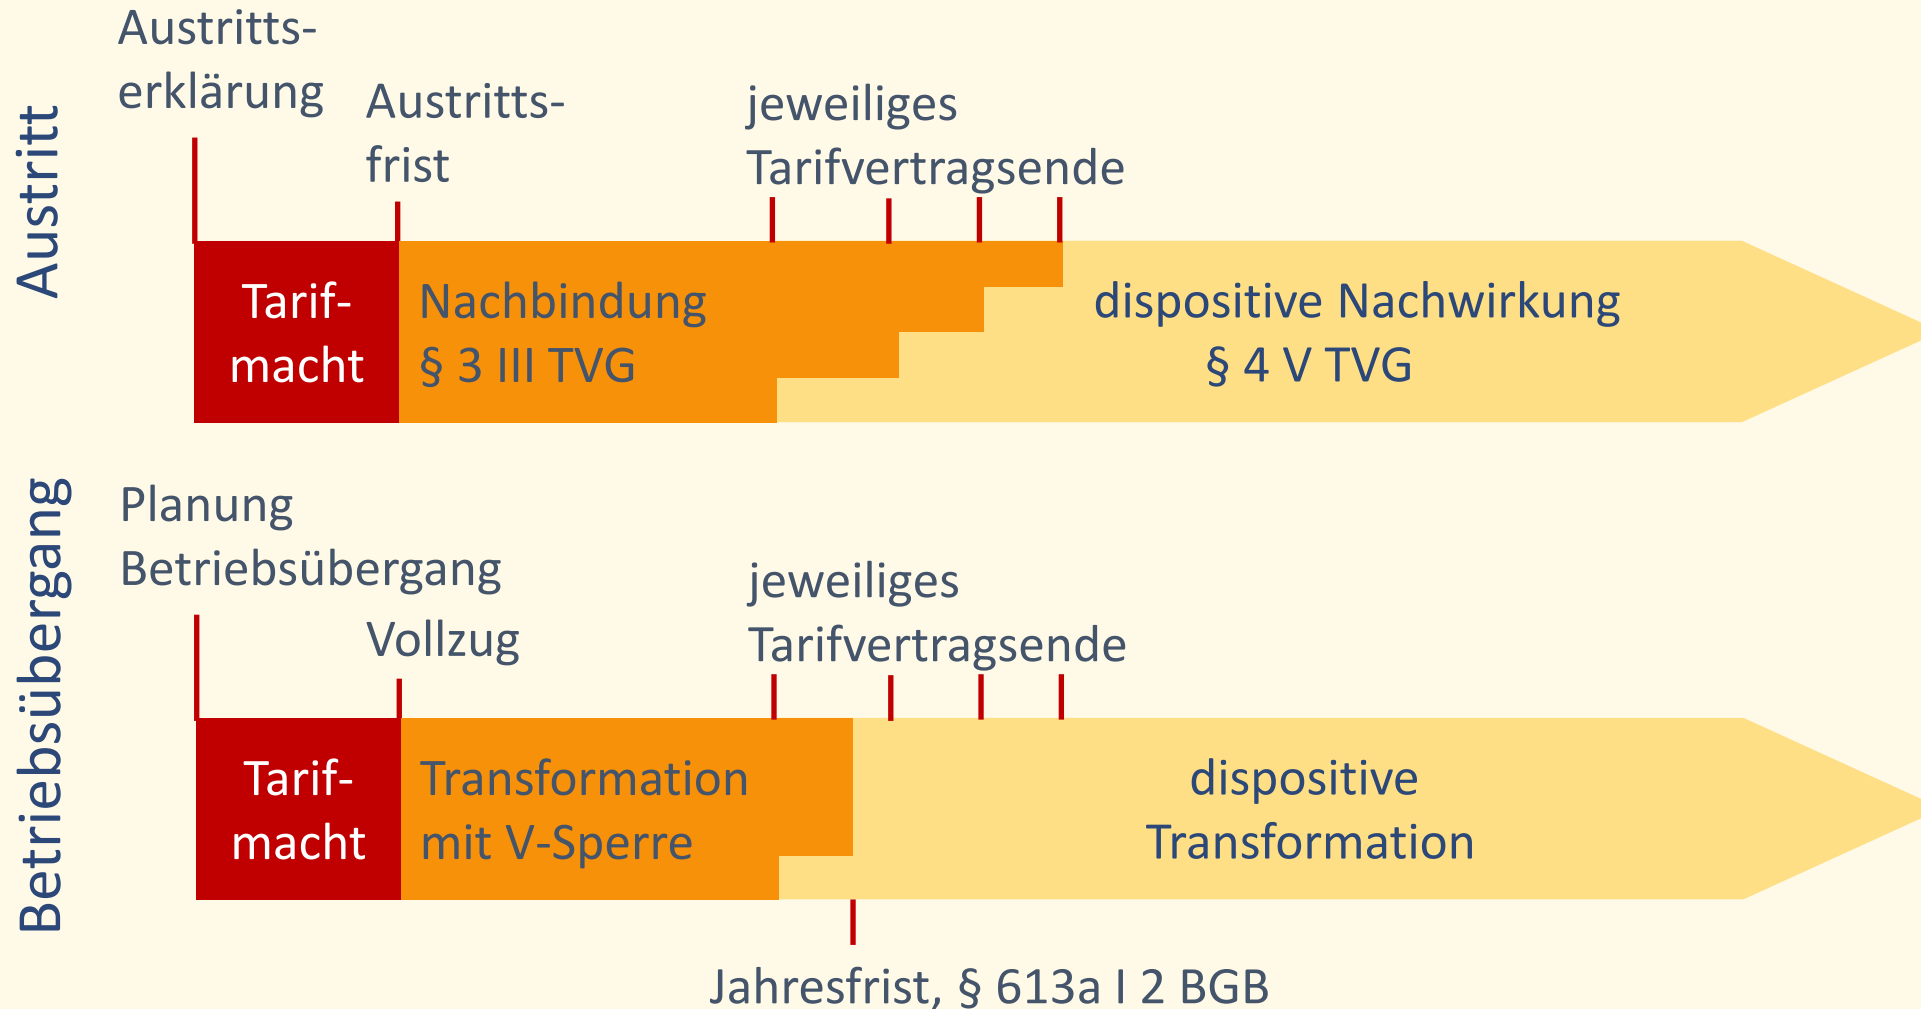 Austritt
Austritts-
erklärung
Austritts-
frist
jeweiliges
Tarifvertragsende
Tarif-
macht
Nachbindung
§ 3 III TVG
dispositive Nachwirkung
§ 4 V TVG
Betriebsübergang
Planung
Betriebsübergang
Vollzug
jeweiliges
Tarifvertragsende
Tarif-
macht
Transformation
mit V-Sperre
dispositive
Transformation
Jahresfrist, § 613a I 2 BGB